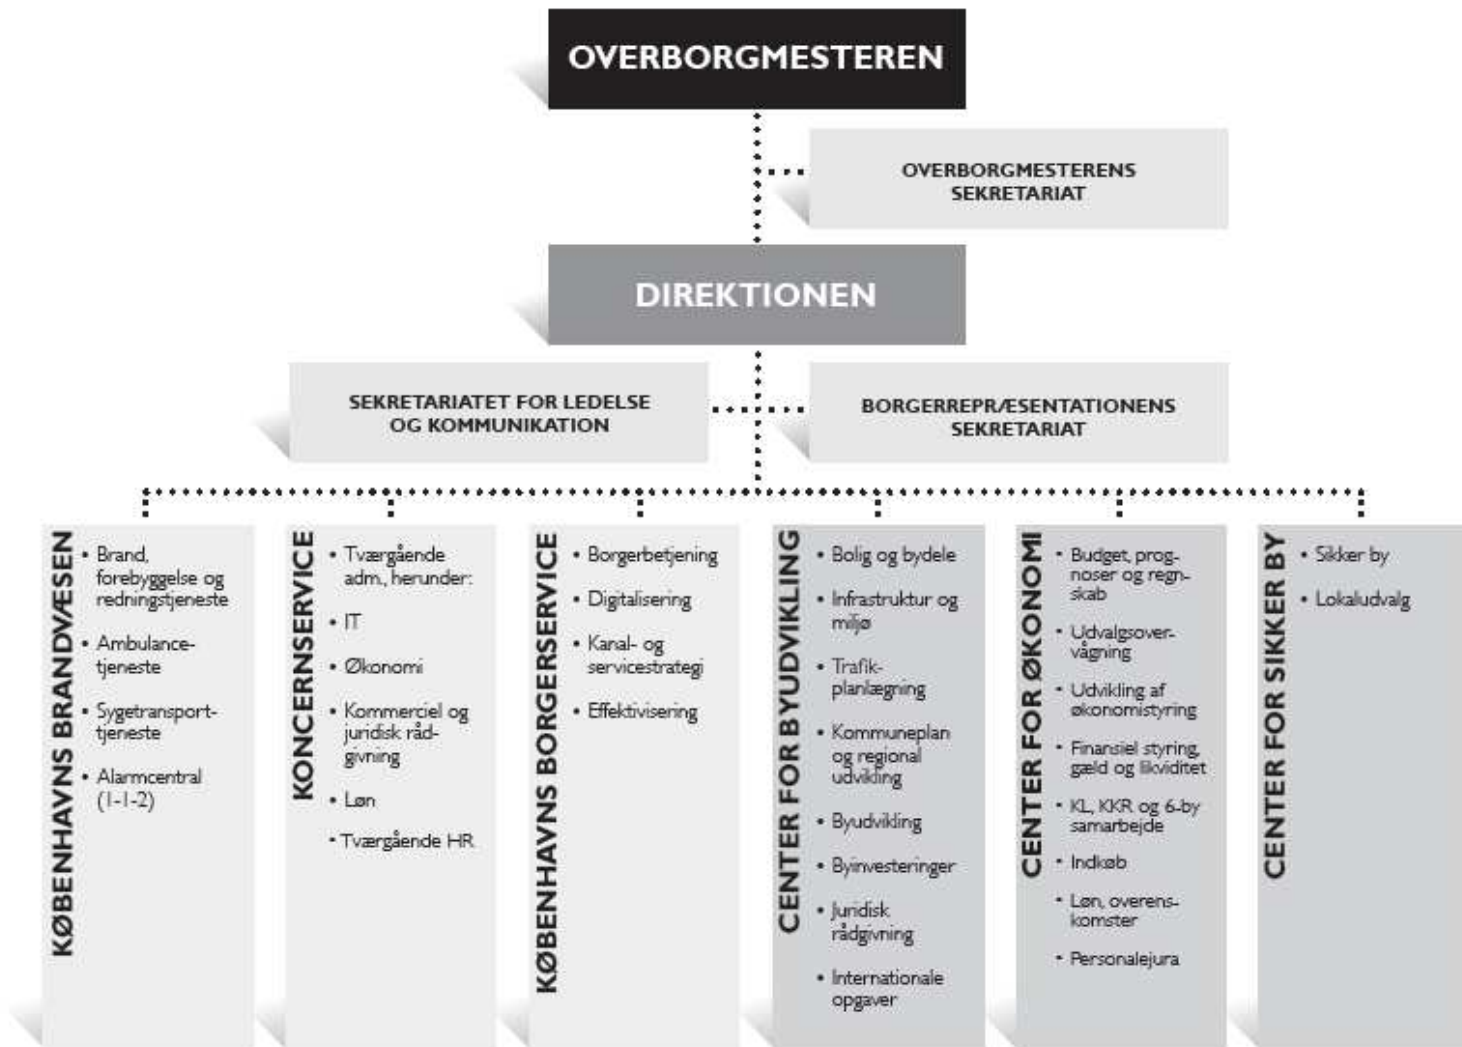 OVERBORGMESTEREN
OVERBORGMESTERENS
SEKRETARIAT
DIREKTIONEN
SEKRETARIATET FOR LEDELSE
OG KOMMUNIKATION
BORGERREPRÆSENTATIONENS
SEKRETARIAT
KØBENHAVNS BRANDVÆSEN
• Brand,
forebyggelse og
redningstjeneste
• Ambulance-
tjeneste
• Sygetransport-
tjeneste
• Alarmcentral
(1-1-2)
KONCERNSERVICE
• Tværgående
adm., herunder:
• IT
• Økonomi
• Kommerciel og
juridisk råd-
givning
• Løn
• Tværgående HR
KØBENHAVNS BORGERSERVICE
• Borgerbetjening
• Digitalisering
• Kanal- og
servicestrategi
• Effektivisering
CENTER FOR BYUDVIKLING
• Bolig og bydele
• Infrastruktur og
miljø
• Trafik-
planlægning
• Kommuneplan
og regional
udvikling
• Byudvikling
• Byinvesteringer
• Juridisk
rådgivning
• Internationale
opgaver
CENTER FOR ØKONOMI
• Budget, prog-
noser og regn-
skab
• Udvalgsover-
vågning
• Udvikling af
økonomistyring
• Finansiel styring,
gæld og likviditet
• KL, KKR og 6-by
samarbejde
• Indkøb
• Løn, overens-
komster
• Personalejura
CENTER FOR SIKKER BY
• Sikker by
• Lokaludvalg